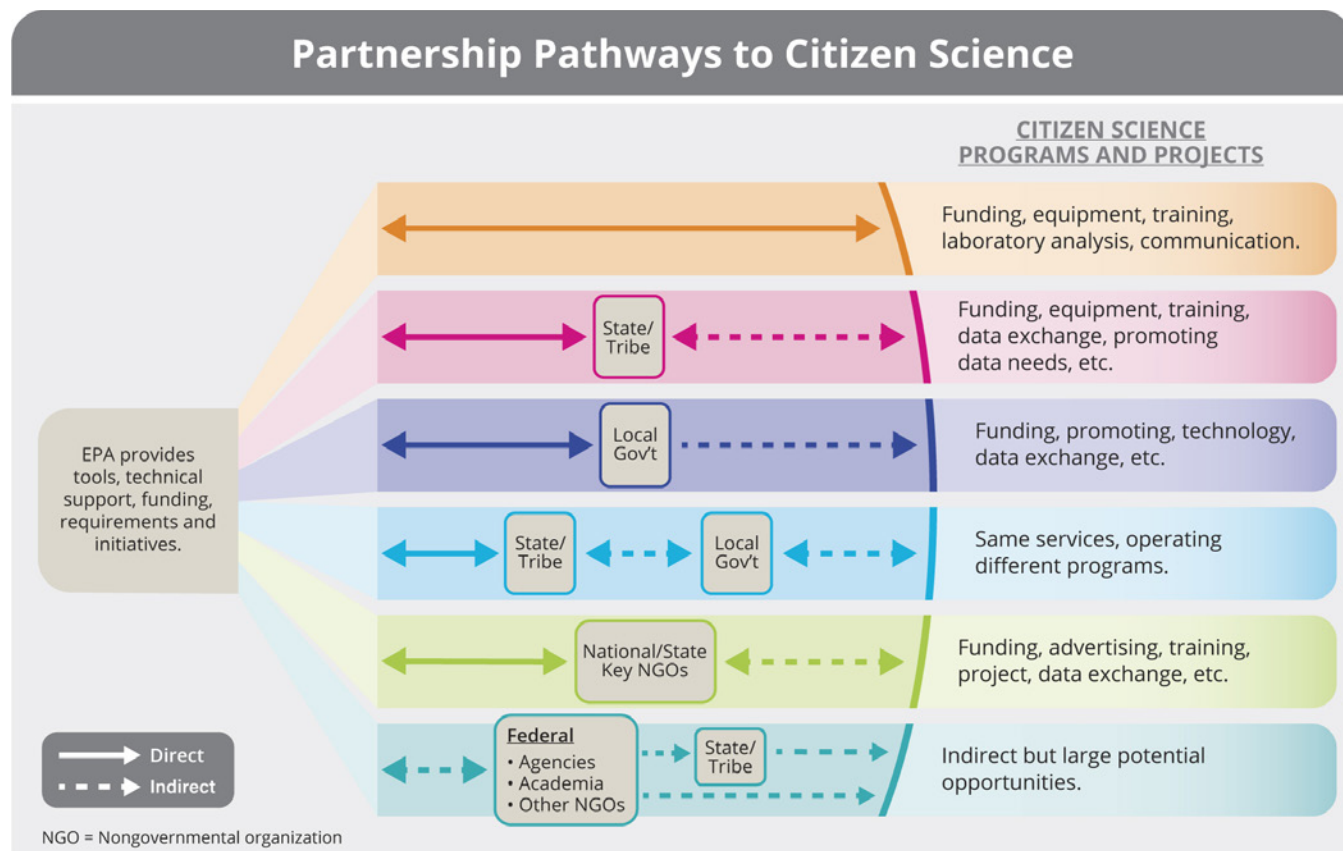 Partnership Pathways to Citizen Science
CITIZEN SCIENCE
PROGRAMS AND PROJECTS
EPA provides
tools, technical
support, funding,
requirements and
initiatives.
Funding, equipment, training,
laboratory analysis, communication.
State/
Tribe
Funding, equipment, training,
data exchange, promoting
data needs, etc.
Local
Gov't
Funding, promoting, technology,
data exchange, etc.
State/
Tribe
Local
Gov't
Same services, operating
different programs.
National/State
Key NGOs
Funding, advertising, training,
project, data exchange, etc.
Federal
• Agencies
• Academia
• Other NGOs
State/
Tribe
Indirect but large potential
opportunities.
Direct
Indirect
NGO = Nongovernmental organization